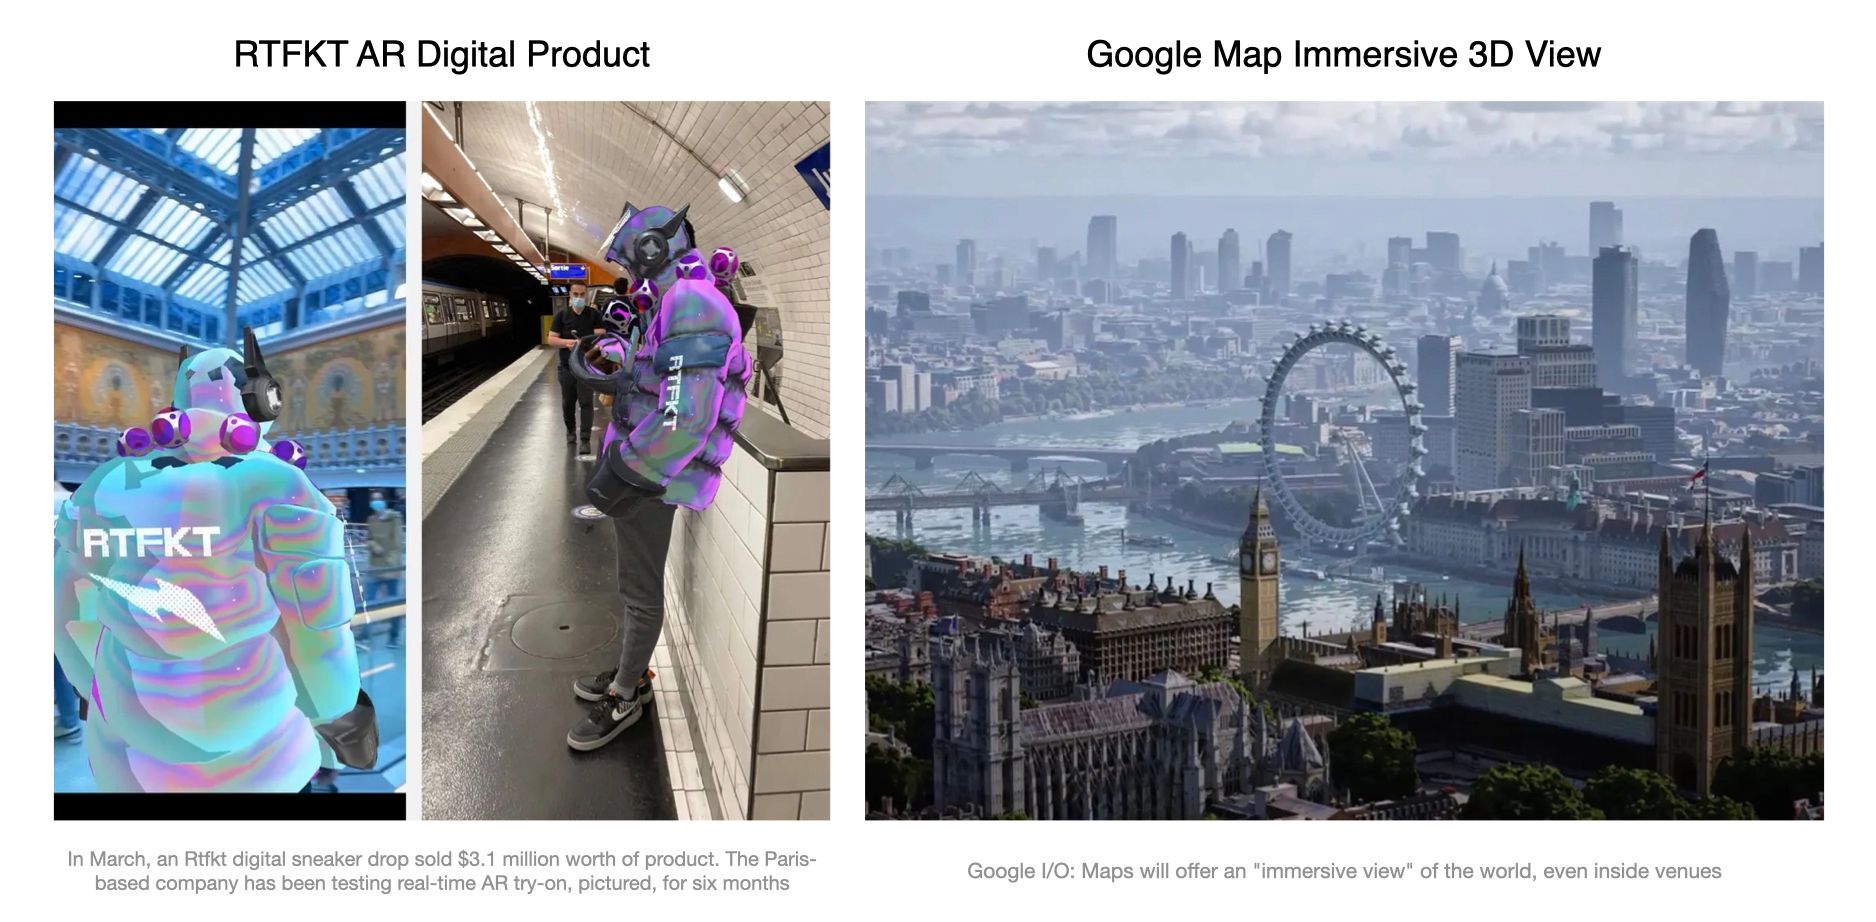 RTFKT AR Digital Product
Google Map Immersive 3D View
RTFKT
Sortie
RTFKT
In March, an Rtfkt digital sneaker drop sold $3.1 million worth of product. The Paris-
based company has been testing real-time AR try-on, pictured, for six months
Google I/O: Maps will offer an "immersive view" of the world, even inside venues